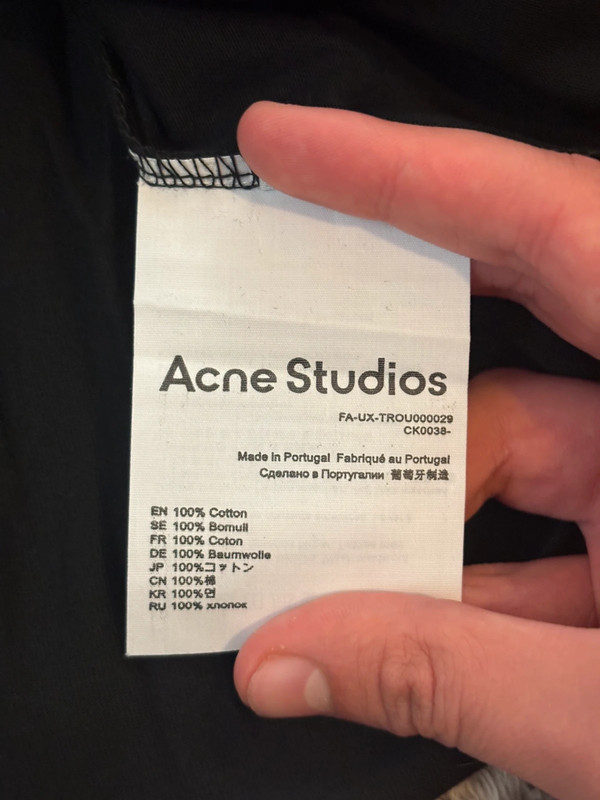 Acne Studios
FA-UX-TROU000029
CK0038-
Made in Portugal Fabriqué au Portugal
Сделано в Португалии 葡萄牙制造
EN 100% Cotton
SE 100% Bomull
FR 100% Coton
DE 100% Baumwolle
JP 100%コットン
CN 100%棉
KR 100%면
RU 100% хлопок